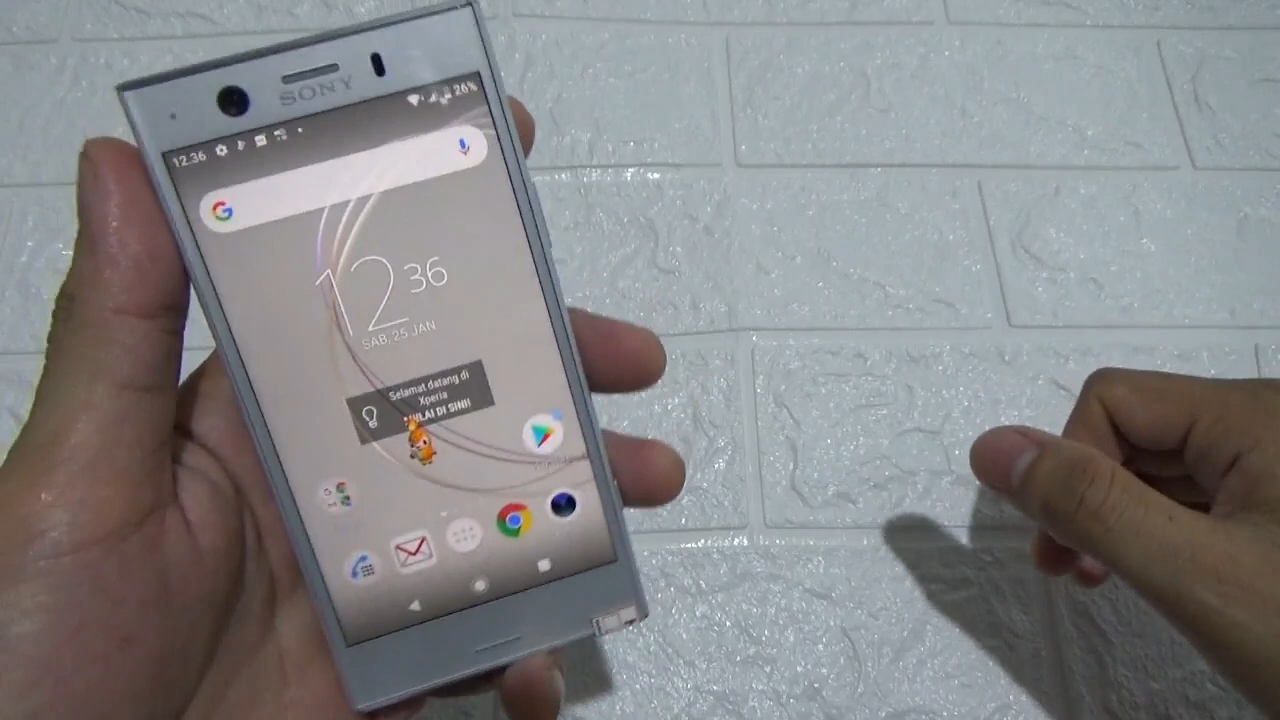 SONY
12.36
26%
12 36
SAB, 25 JAN
Selamat datang di
Xperia
MULAI DI SINI!